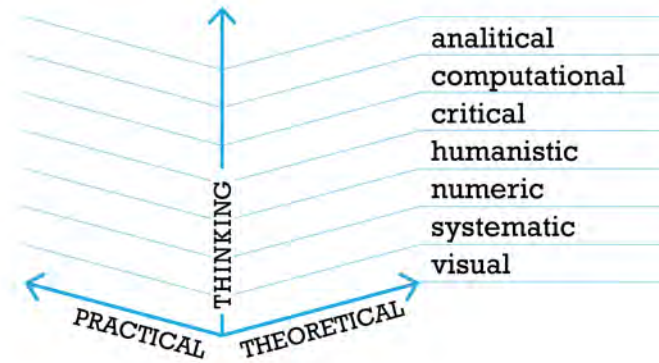 analitical
computational
critical
humanistic
numeric
systematic
visual
THINKING
PRACTICAL
THEORETICAL